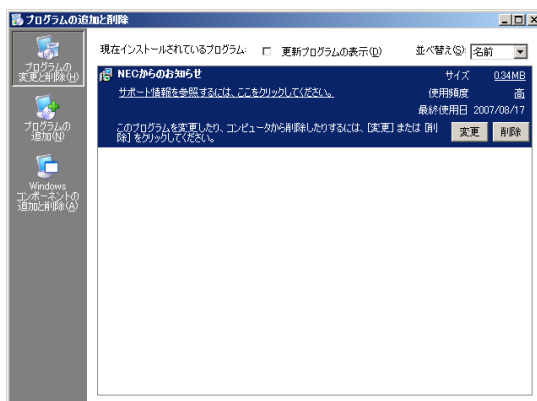 プログラムの追加と削除
プログラムの
変更と削除(H)
プログラムの
追加(N)
Windows
コンポーネントの
追加と削除(A)
現在インストールされているプログラム:
更新プログラムの表示(D)
並べ替え(S):
名前
NECからのお知らせ
サイズ
0.34MB
サポート情報を参照するには、ここをクリックしてください。
使用頻度
高
最終使用日 2007/08/17
このプログラムを変更したり、コンピュータから削除したりするには、[変更] または [削
除] をクリックしてください。
変更
削除